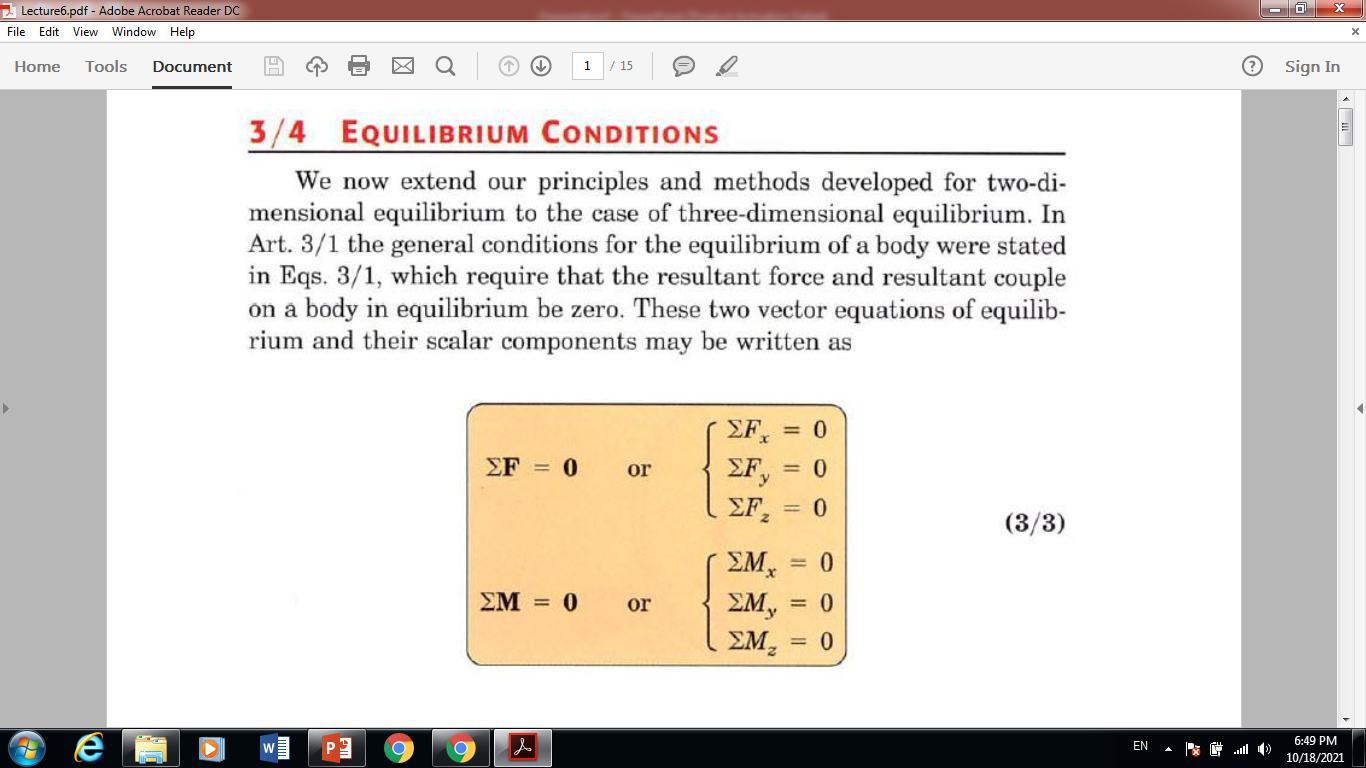 Lecture6.pdf - Adobe Acrobat Reader DC
File Edit View Window Help
Home Tools Document 1 / 15 Sign In
3/4 EQUILIBRIUM CONDITIONS
We now extend our principles and methods developed for two-di-
mensional equilibrium to the case of three-dimensional equilibrium. In
Art. 3/1 the general conditions for the equilibrium of a body were stated
in Eqs. 3/1, which require that the resultant force and resultant couple
on a body in equilibrium be zero. These two vector equations of equilib-
rium and their scalar components may be written as
ΣF = 0 or
ΣFx = 0
ΣFy = 0
ΣFz = 0
(3/3)
ΣM = 0 or
ΣMx = 0
ΣMy = 0
ΣMz = 0
EN
6:49 PM
10/18/2021